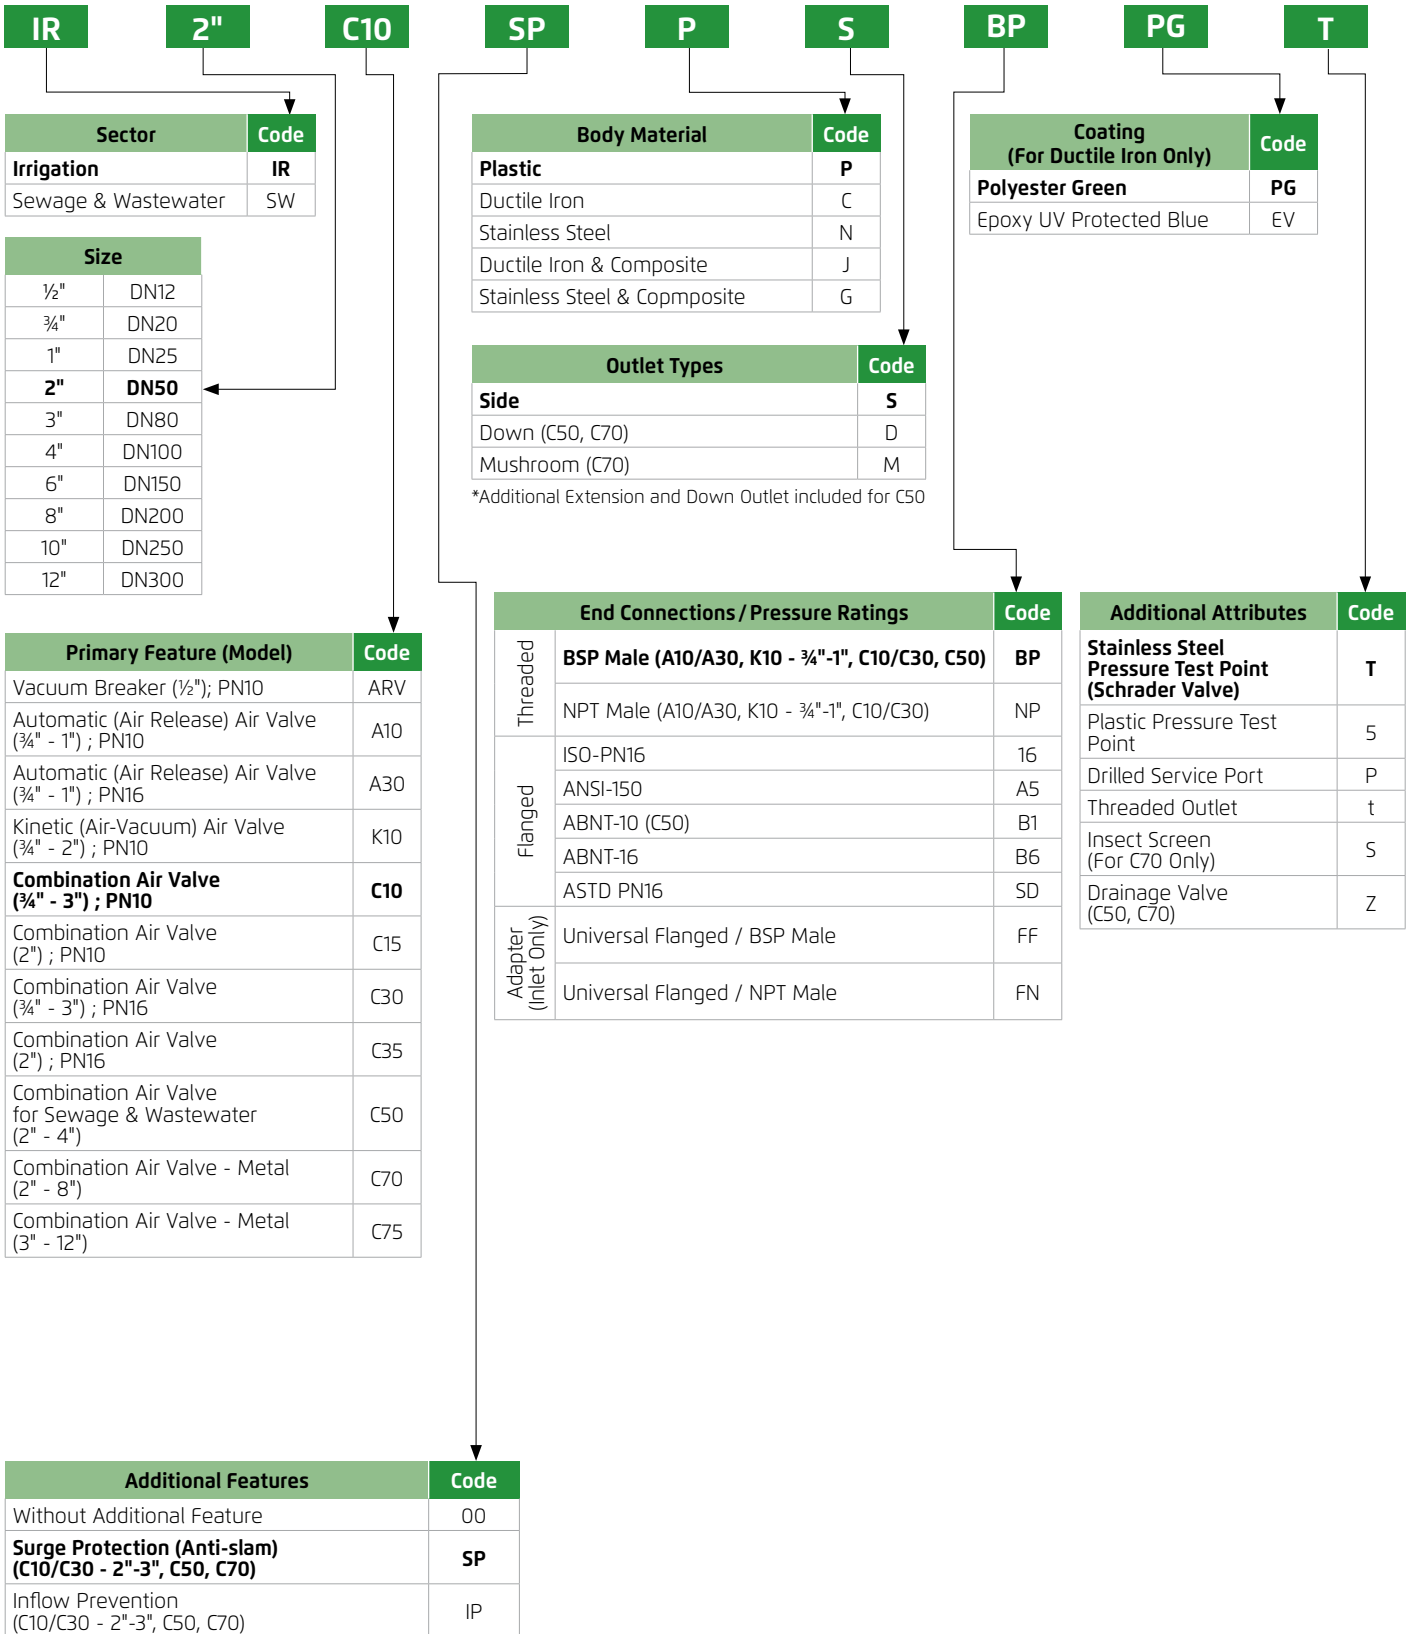 IR 2" C10 SP P S BP PG T
Sector Code
Irrigation IR
Sewage & Wastewater SW
Size
½" DN12
¾" DN20
1" DN25
2" DN50
3" DN80
4" DN100
6" DN150
8" DN200
10" DN250
12" DN300
Primary Feature (Model) Code
Vacuum Breaker (½"); PN10 ARV
Automatic (Air Release) Air Valve
(¾" - 1") ; PN10 A10
Automatic (Air Release) Air Valve
(¾" - 1") ; PN16 A30
Kinetic (Air-Vacuum) Air Valve
(¾" - 2") ; PN10 K10
Combination Air Valve
(¾" - 3") ; PN10 C10
Combination Air Valve
(2") ; PN10 C15
Combination Air Valve
(¾" - 3") ; PN16 C30
Combination Air Valve
(2") ; PN16 C35
Combination Air Valve
for Sewage & Wastewater
(2" - 4") C50
Combination Air Valve - Metal
(2" - 8") C70
Combination Air Valve - Metal
(3" - 12") C75
Additional Features Code
Without Additional Feature 00
Surge Protection (Anti-slam)
(C10/C30 - 2"-3", C50, C70) SP
Inflow Prevention
(C10/C30 - 2"-3", C50, C70) IP
Body Material Code
Plastic P
Ductile Iron C
Stainless Steel N
Ductile Iron & Composite J
Stainless Steel & Copmposite G
Outlet Types Code
Side S
Down (C50, C70) D
Mushroom (C70) M
*Additional Extension and Down Outlet included for C50
End Connections / Pressure Ratings Code
Threaded
BSP Male (A10/A30, K10 - ¾"-1", C10/C30, C50) BP
NPT Male (A10/A30, K10 - ¾"-1", C10/C30) NP
Flanged
ISO-PN16 16
ANSI-150 A5
ABNT-10 (C50) B1
ABNT-16 B6
ASTD PN16 SD
Adapter
(Inlet Only)
Universal Flanged / BSP Male FF
Universal Flanged / NPT Male FN
Coating
(For Ductile Iron Only) Code
Polyester Green PG
Epoxy UV Protected Blue EV
Additional Attributes Code
Stainless Steel
Pressure Test Point
(Schrader Valve) T
Plastic Pressure Test
Point 5
Drilled Service Port P
Threaded Outlet t
Insect Screen
(For C70 Only) S
Drainage Valve
(C50, C70) Z